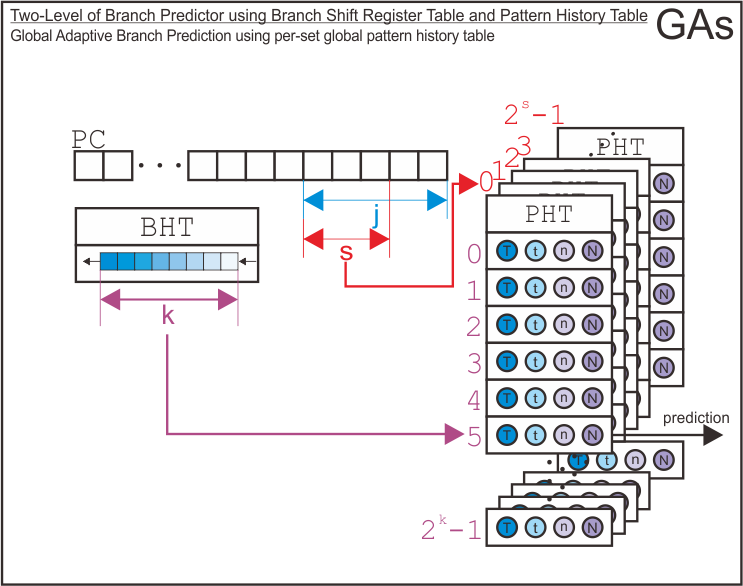 Two-Level of Branch Predictor using Branch Shift Register Table and Pattern History Table
GAs
Global Adaptive Branch Prediction using per-set global pattern history table
2^s-1
PC
3
2
1
0
PHT
N
N
N
N
N
N
j
s
BHT
k
PHT
0 T t n N
1 T t n N
2 T t n N
3 T t n N
4 T t n N
5 T t n N
prediction
T t n N
2^k-1 T t n N